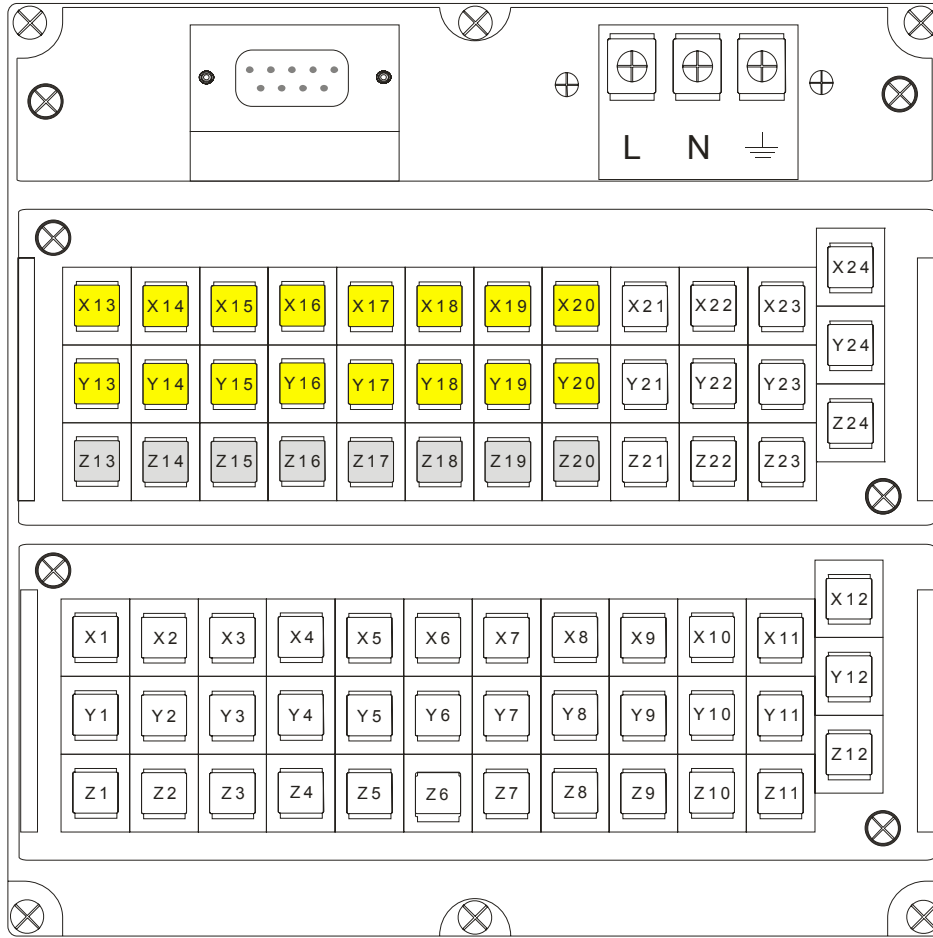 L N
X24
X13 X14 X15 X16 X17 X18 X19 X20 X21 X22 X23
Y24
Y13 Y14 Y15 Y16 Y17 Y18 Y19 Y20 Y21 Y22 Y23
Z24
Z13 Z14 Z15 Z16 Z17 Z18 Z19 Z20 Z21 Z22 Z23
X12
X1 X2 X3 X4 X5 X6 X7 X8 X9 X10 X11
Y12
Y1 Y2 Y3 Y4 Y5 Y6 Y7 Y8 Y9 Y10 Y11
Z12
Z1 Z2 Z3 Z4 Z5 Z6 Z7 Z8 Z9 Z10 Z11